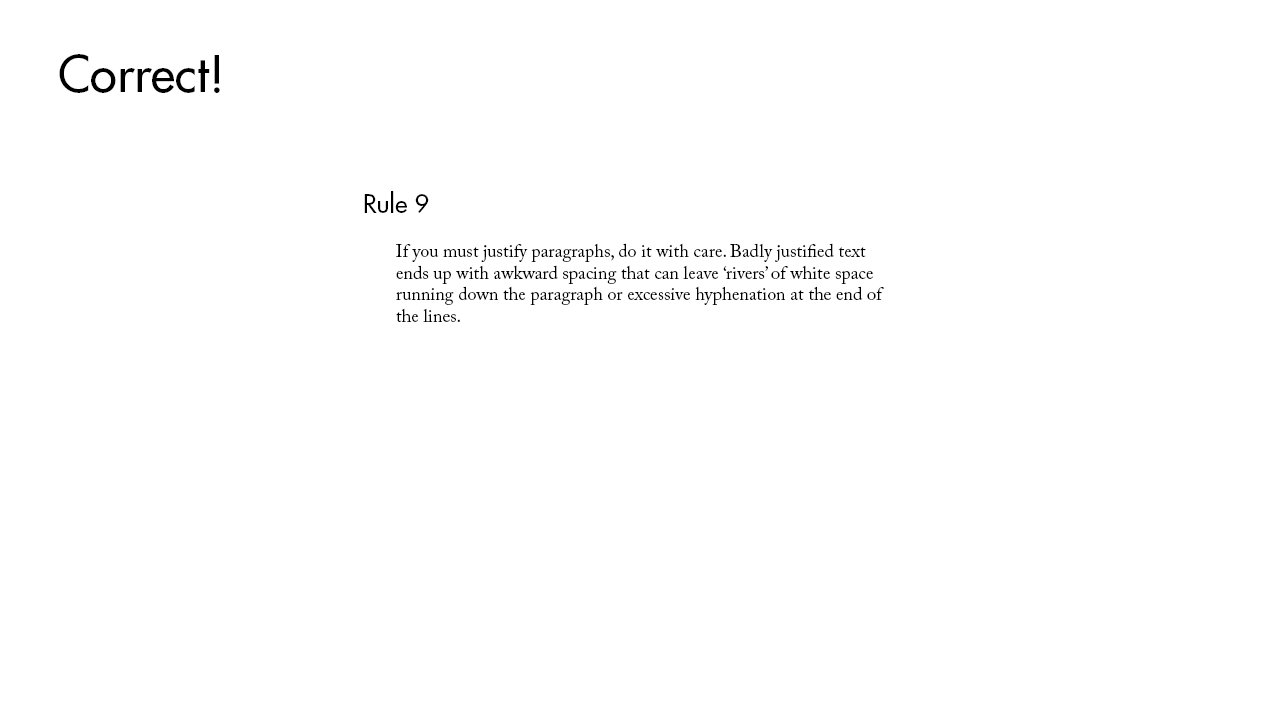 Correct!
Rule 9
If you must justify paragraphs, do it with care. Badly justified text
ends up with awkward spacing that can leave ‘rivers’ of white space
running down the paragraph or excessive hyphenation at the end of
the lines.